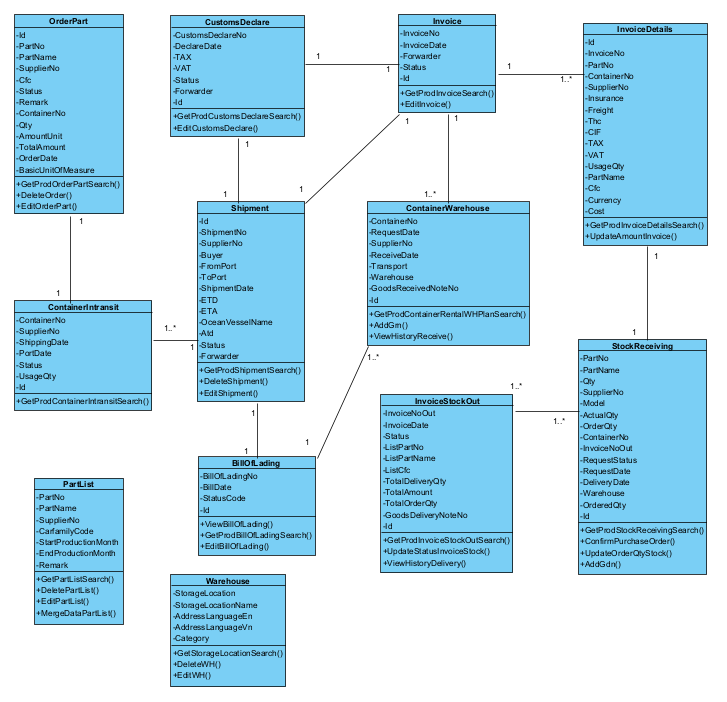 OrderPart
-Id
-PartNo
-PartName
-SupplierNo
-Cfc
-Status
-Remark
-ContainerNo
-Qty
-AmountUnit
-TotalAmount
-OrderDate
-BasicUnitOfMeasure
+GetProdOrderPartSearch()
+DeleteOrder()
+EditOrderPart()
CustomsDeclare
-CustomsDeclareNo
-DeclareDate
-TAX
-VAT
-Status
-Forwarder
-Id
+GetProdCustomsDeclareSearch()
+EditCustomsDeclare()
1
1
Invoice
-InvoiceNo
-InvoiceDate
-Forwarder
-Status
-Id
+GetProdInvoiceSearch()
+EditInvoice()
1
1..*
InvoiceDetails
-Id
-InvoiceNo
-PartNo
-ContainerNo
-SupplierNo
-Insurance
-Freight
-Thc
-CIF
-TAX
-VAT
-UsageQty
-PartName
-Cfc
-Currency
-Cost
+GetProdInvoiceDetailsSearch()
+UpdateAmountInvoice()
1
1
1
1
1
1
1..*
1
1
1
1
Shipment
-Id
-ShipmentNo
-SupplierNo
-Buyer
-FromPort
-ToPort
-ShipmentDate
-ETD
-ETA
-OceanVesselName
-Atd
-Status
-Forwarder
+GetProdShipmentSearch()
+DeleteShipment()
+EditShipment()
ContainerWarehouse
-ContainerNo
-RequestDate
-SupplierNo
-ReceiveDate
-Transport
-Warehouse
-GoodsReceivedNoteNo
-Id
+GetProdContainerRentalWHPlanSearch()
+AddGrn()
+ViewHistoryReceive()
ContainerIntransit
-ContainerNo
-SupplierNo
-ShippingDate
-PortDate
-Status
-UsageQty
-Id
+GetProdContainerIntransitSearch()
1..*
1
1..*
1
1
1
StockReceiving
-PartNo
-PartName
-Qty
-SupplierNo
-Model
-ActualQty
-OrderQty
-ContainerNo
-InvoiceNoOut
-RequestStatus
-RequestDate
-DeliveryDate
-Warehouse
-OrderedQty
-Id
+GetProdStockReceivingSearch()
+ConfirmPurchaseOrder()
+UpdateOrderQtyStock()
+AddGdn()
1..*
1..*
InvoiceStockOut
-InvoiceNoOut
-InvoiceDate
-Status
-ListPartNo
-ListPartName
-ListCfc
-TotalDeliveryQty
-TotalAmount
-TotalOrderQty
-GoodsDeliveryNoteNo
-Id
+GetProdInvoiceStockOutSearch()
+UpdateStatusInvoiceStock()
+ViewHistoryDelivery()
BillOfLading
-BillOfLadingNo
-BillDate
-StatusCode
-Id
+ViewBillOfLading()
+GetProdBillOfLadingSearch()
+EditBillOfLading()
PartList
-PartNo
-PartName
-SupplierNo
-CarfamilyCode
-StartProductionMonth
-EndProductionMonth
-Remark
+GetPartListSearch()
+DeletePartList()
+EditPartList()
+MergeDataPartList()
Warehouse
-StorageLocation
-StorageLocationName
-AddressLanguageEn
-AddressLanguageVn
-Category
+GetStorageLocationSearch()
+DeleteWH()
+EditWH()